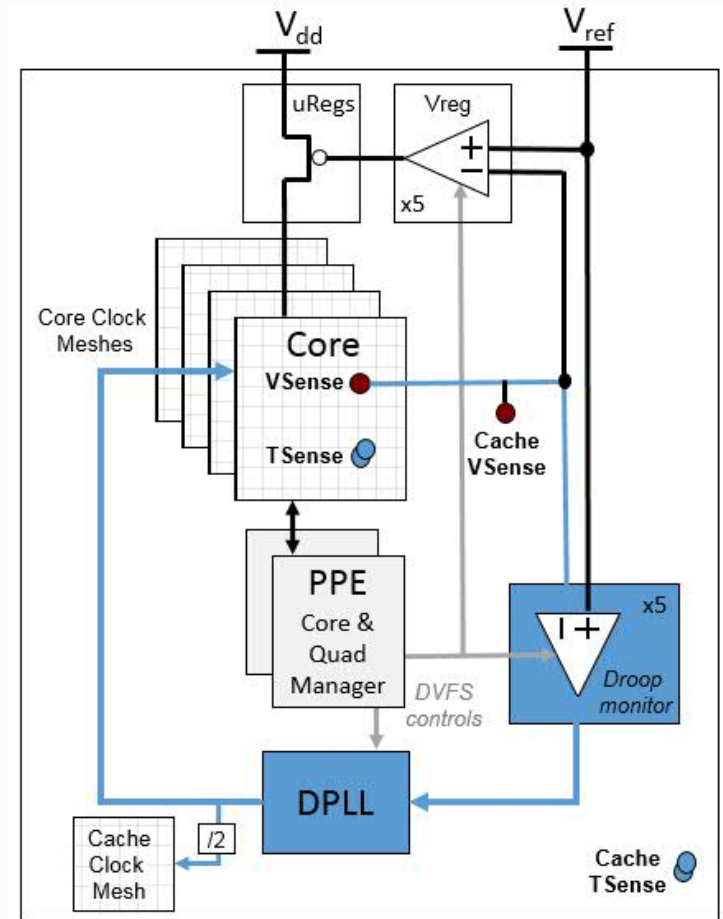 Vdd
Vref
uRegs
Vreg
+
−
x5
Core Clock
Meshes
Core
VSense
TSense
Cache
VSense
PPE
Core &
Quad
Manager
x5
− +
Droop
monitor
DVFS
controls
DPLL
/2
Cache
Clock
Mesh
Cache
TSense